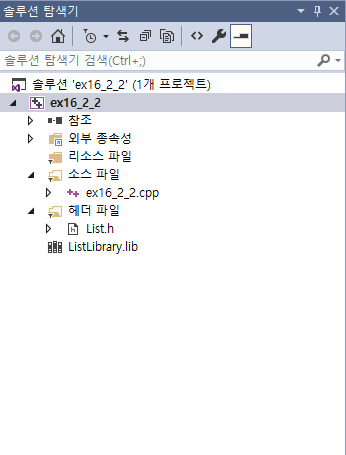 솔루션 탐색기
솔루션 탐색기 검색(Ctrl+;)
솔루션 'ex16_2_2' (1개 프로젝트)
ex16_2_2
참조
외부 종속성
리소스 파일
소스 파일
ex16_2_2.cpp
헤더 파일
List.h
ListLibrary.lib